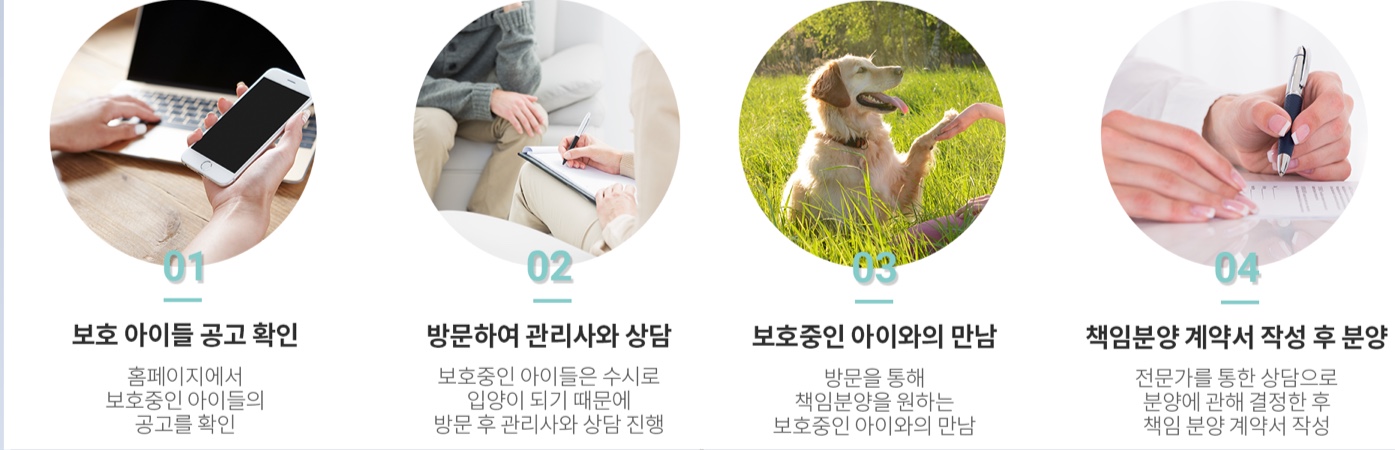 01
보호 아이들 공고 확인
홈페이지에서
보호중인 아이들의
공고를 확인
02
방문하여 관리사와 상담
보호중인 아이들은 수시로
입양이 되기 때문에
방문 후 관리사와 상담 진행
03
보호중인 아이와의 만남
방문을 통해
책임분양을 원하는
보호중인 아이와의 만남
04
책임분양 계약서 작성 후 분양
전문가를 통한 상담으로
분양에 관해 결정한 후
책임 분양 계약서 작성